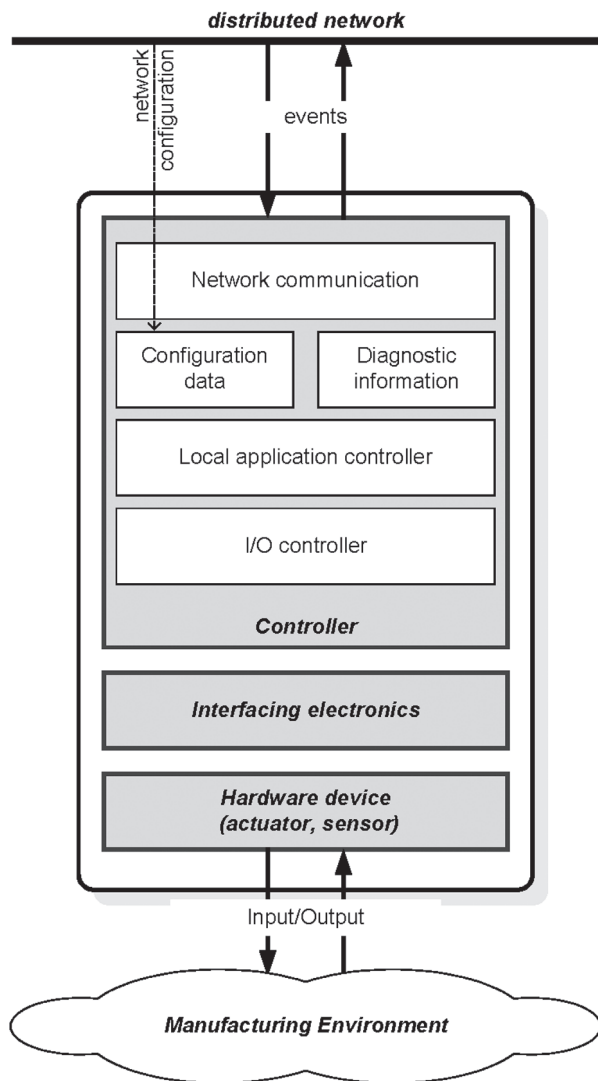 distributed network
network
configuration
events
Network communication
Configuration
data
Diagnostic
information
Local application controller
I/O controller
Controller
Interfacing electronics
Hardware device
(actuator, sensor)
Input/Output
Manufacturing Environment